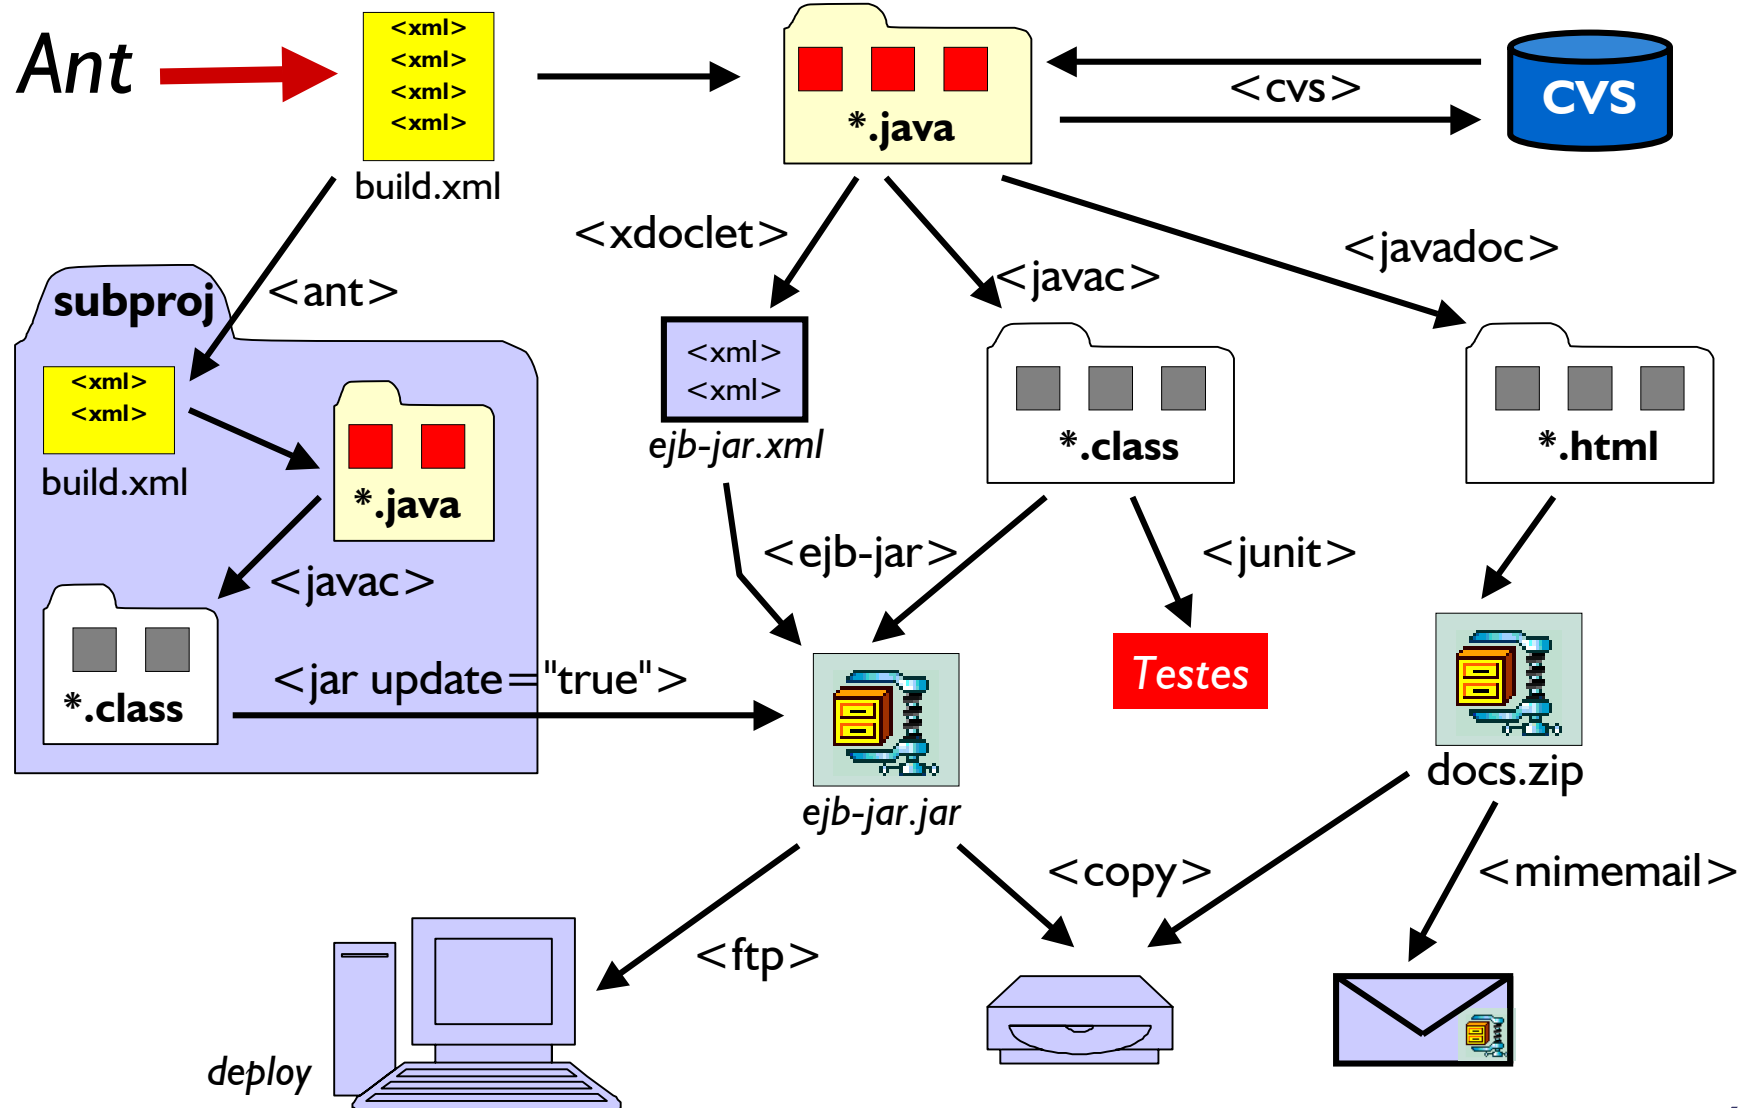 Ant
<xml>
<xml>
<xml>
<xml>
build.xml
*.java
<cvs>
CVS
<xdoclet>
<javac>
<javadoc>
<ant>
subproj
<xml>
<xml>
build.xml
*.java
<javac>
*.class
<xml>
<xml>
ejb-jar.xml
*.class
*.html
<ejb-jar>
<junit>
Testes
<jar update="true">
ejb-jar.jar
docs.zip
<copy>
<mimemail>
<ftp>
deploy